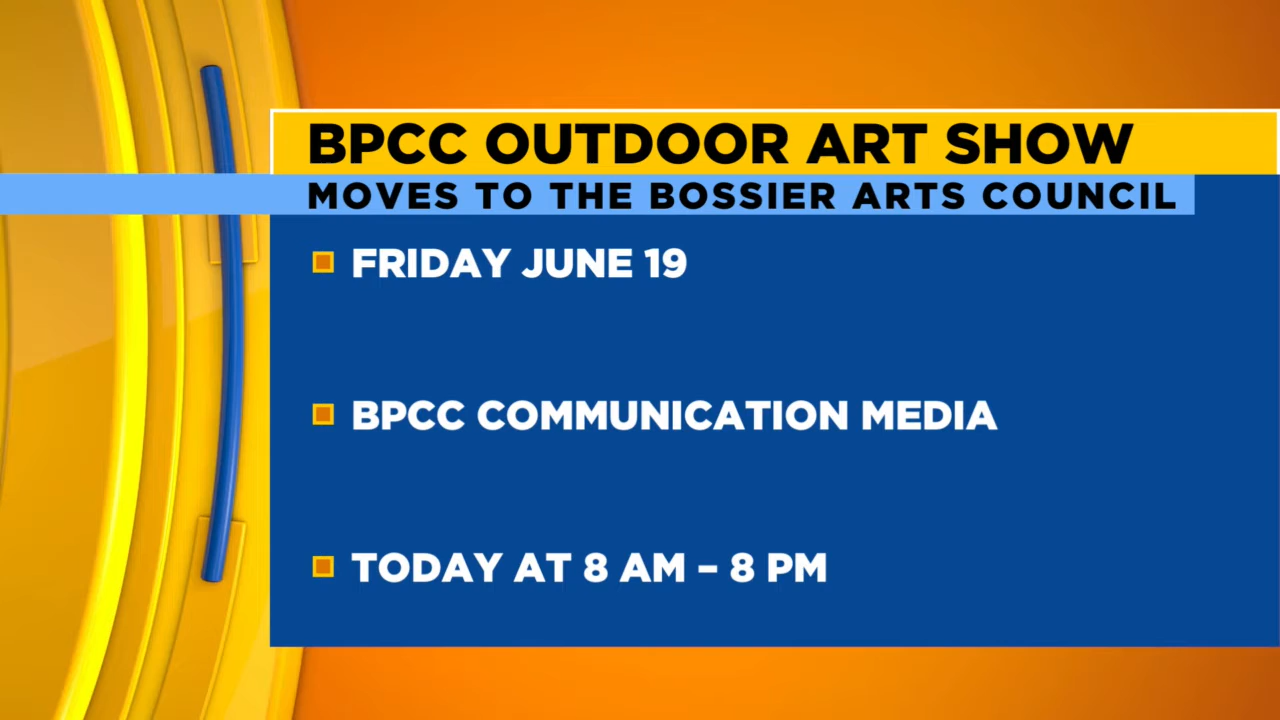 BPCC OUTDOOR ART SHOW
MOVES TO THE BOSSIER ARTS COUNCIL
FRIDAY JUNE 19
BPCC COMMUNICATION MEDIA
TODAY AT 8 AM – 8 PM